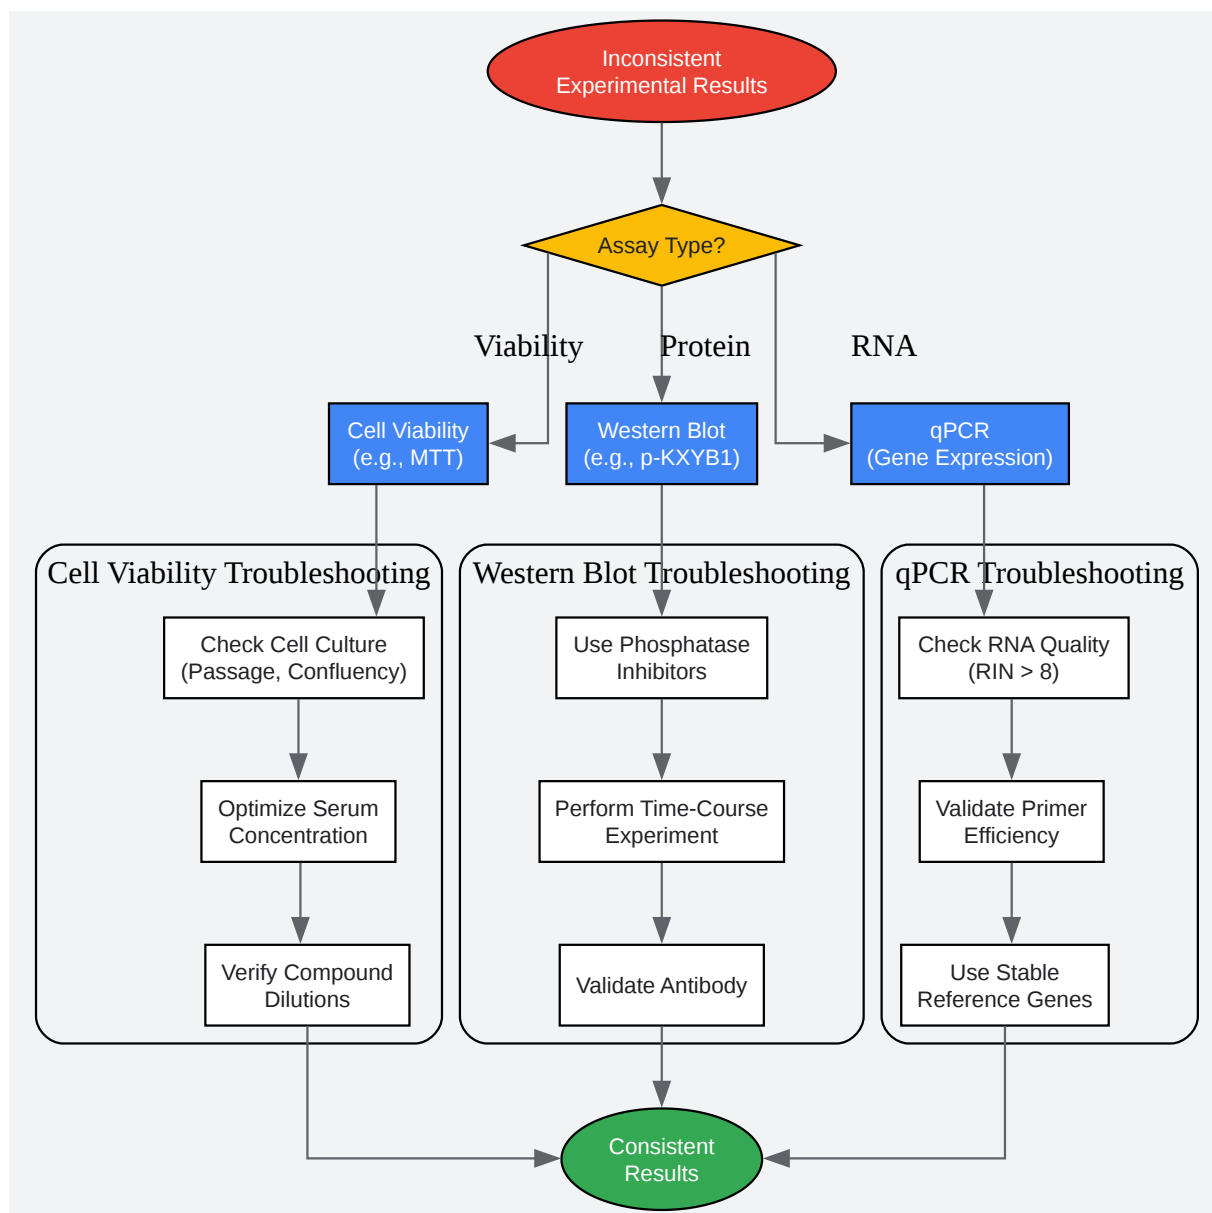 Inconsistent
Experimental Results
Assay Type?
Viability
Protein
RNA
Cell Viability
(e.g., MTT)
Western Blot
(e.g., p-KXYB1)
qPCR
(Gene Expression)
Cell Viability Troubleshooting
Check Cell Culture
(Passage, Confluency)
Optimize Serum
Concentration
Verify Compound
Dilutions
Western Blot Troubleshooting
Use Phosphatase
Inhibitors
Perform Time-Course
Experiment
Validate Antibody
qPCR Troubleshooting
Check RNA Quality
(RIN > 8)
Validate Primer
Efficiency
Use Stable
Reference Genes
Consistent
Results